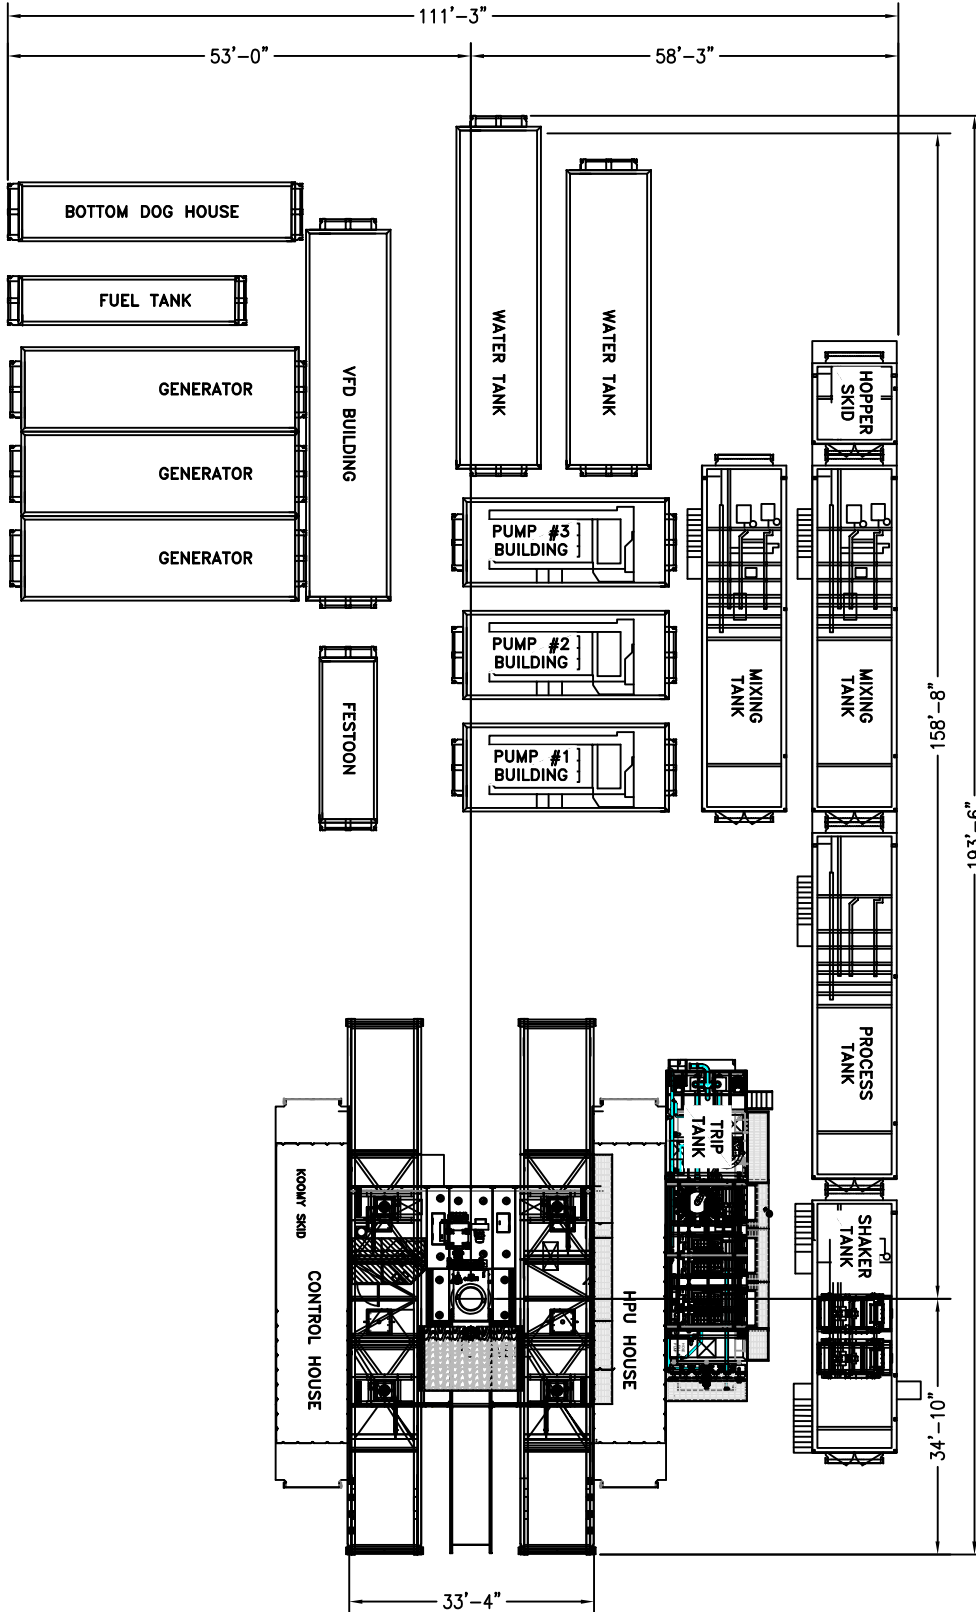 111'-3"
53'-0"
58'-3"
BOTTOM DOG HOUSE
FUEL TANK
GENERATOR
GENERATOR
GENERATOR
VFD BUILDING
FESTOON
WATER TANK
WATER TANK
PUMP #3
BUILDING
PUMP #2
BUILDING
PUMP #1
BUILDING
HOPPER
SKID
MIXING
TANK
MIXING
TANK
PROCESS
TANK
SHAKER
TANK
TRIP
TANK
KOOMY SKID
CONTROL HOUSE
HPU HOUSE
158'-8"
193'-6"
34'-10"
33'-4"